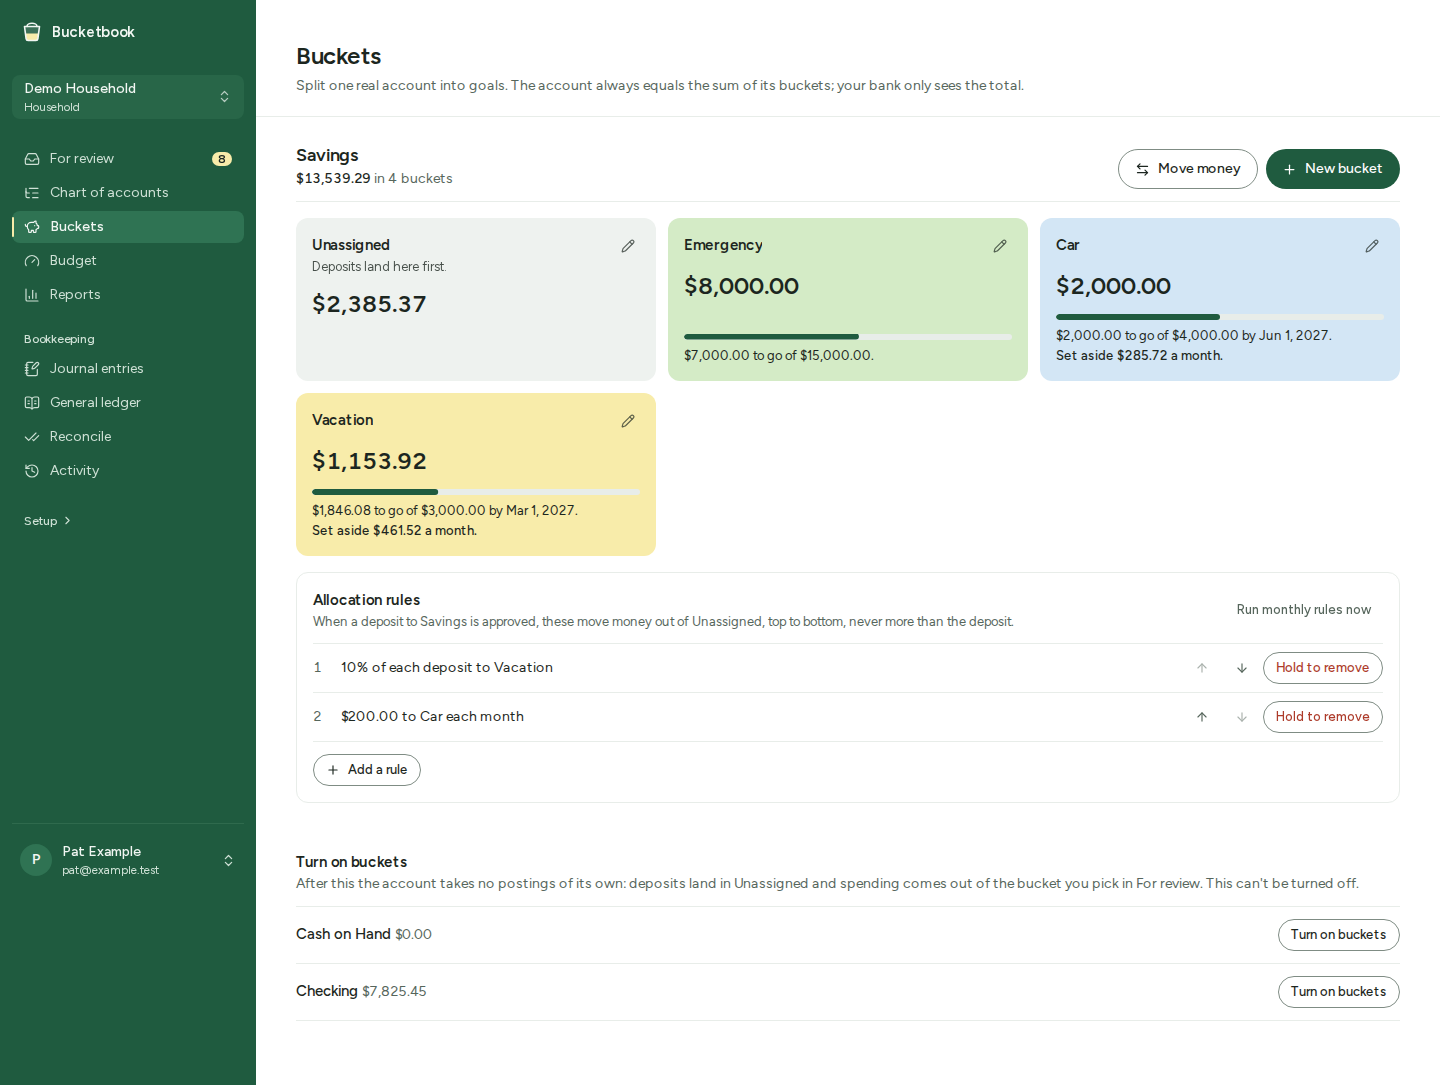 Bucketbook
Demo Household
Household
For review 8
Chart of accounts
Buckets
Budget
Reports
Bookkeeping
Journal entries
General ledger
Reconcile
Activity
Setup
P
Pat Example
pat@example.test
Buckets
Split one real account into goals. The account always equals the sum of its buckets; your bank only sees the total.
Savings
$13,539.29 in 4 buckets
Move money
New bucket
Unassigned
Deposits land here first.
$2,385.37
Emergency
$8,000.00
$7,000.00 to go of $15,000.00.
Car
$2,000.00
$2,000.00 to go of $4,000.00 by Jun 1, 2027.
Set aside $285.72 a month.
Vacation
$1,153.92
$1,846.08 to go of $3,000.00 by Mar 1, 2027.
Set aside $461.52 a month.
Allocation rules
When a deposit to Savings is approved, these move money out of Unassigned, top to bottom, never more than the deposit.
Run monthly rules now
1 10% of each deposit to Vacation Hold to remove
2 $200.00 to Car each month Hold to remove
Add a rule
Turn on buckets
After this the account takes no postings of its own: deposits land in Unassigned and spending comes out of the bucket you pick in For review. This can't be turned off.
Cash on Hand $0.00 Turn on buckets
Checking $7,825.45 Turn on buckets